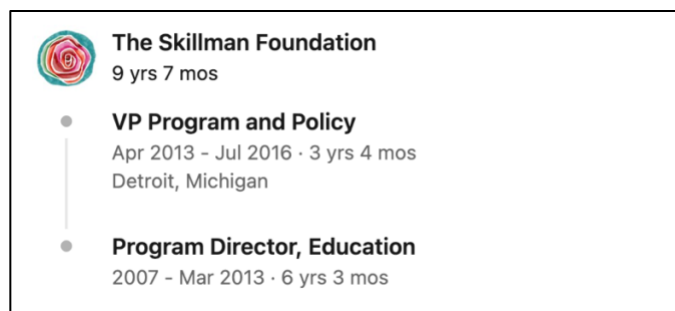 The Skillman Foundation
9 yrs 7 mos
VP Program and Policy
Apr 2013 - Jul 2016 · 3 yrs 4 mos
Detroit, Michigan
Program Director, Education
2007 - Mar 2013 · 6 yrs 3 mos